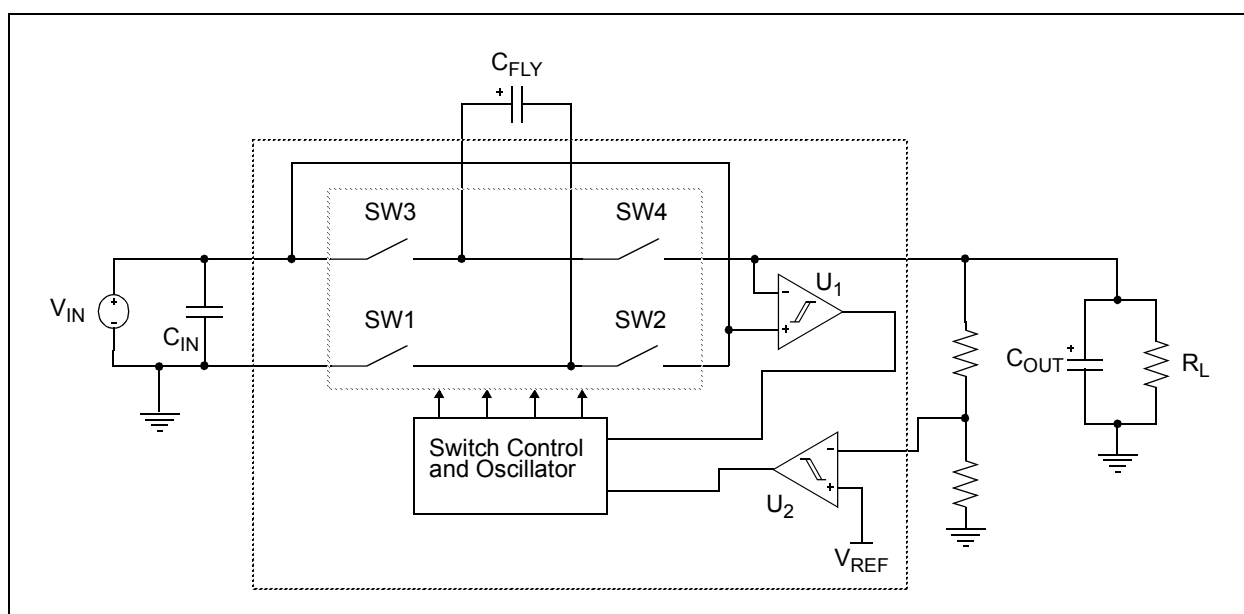 C_FLY
+
SW3
SW4
U_1
-
+
V_IN
+
-
C_IN
SW1
SW2
+
C_OUT
R_L
Switch Control
and Oscillator
-
+
U_2
V_REF